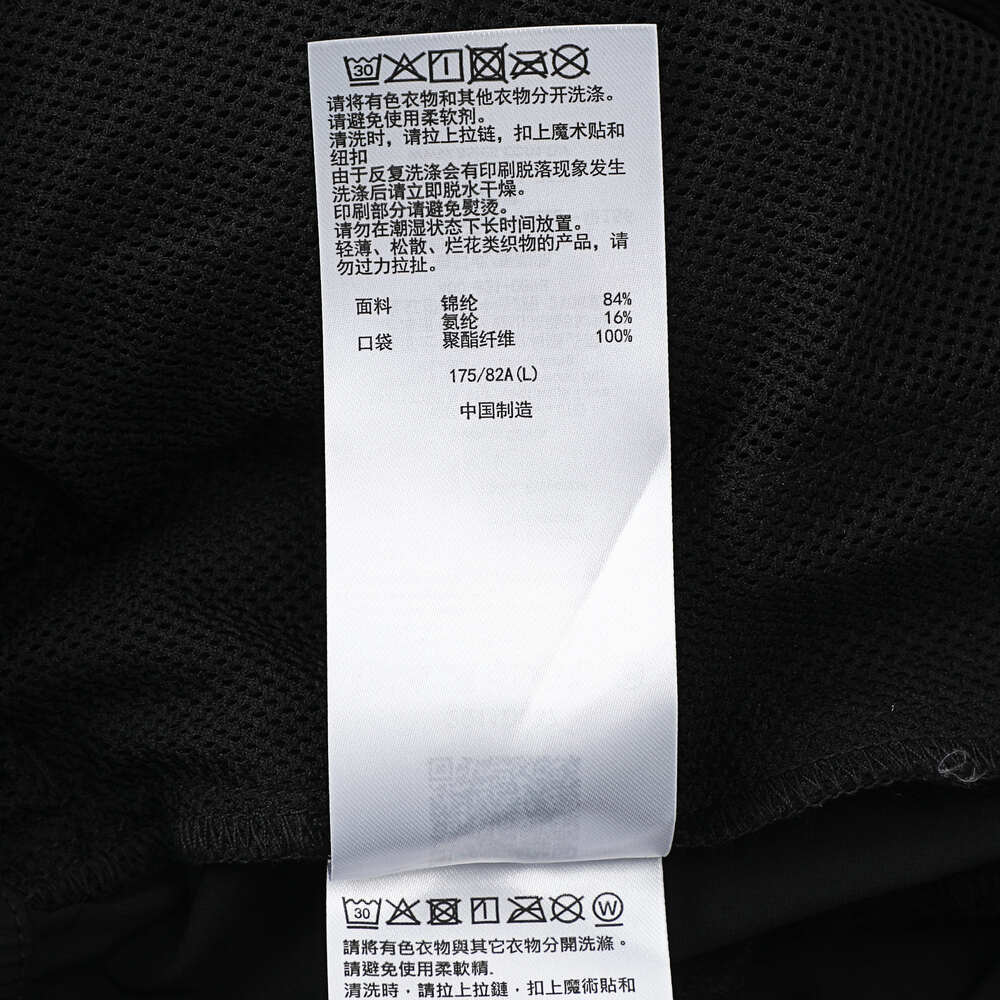 30
请将有色衣物和其他衣物分开洗涤。
请避免使用柔软剂。
清洗时，请拉上拉链，扣上魔术贴和
纽扣
由于反复洗涤会有印刷脱落现象发生
洗涤后请立即脱水干燥。
印刷部分请避免熨烫。
请勿在潮湿状态下长时间放置。
轻薄、松散、烂花类织物的产品，请
勿过力拉扯。
面料 锦纶 84%
氨纶 16%
口袋 聚酯纤维 100%
175/82A(L)
中国制造
30 W
請將有色衣物與其它衣物分開洗滌。
請避免使用柔軟精.
清洗時，請拉上拉鏈，扣上魔術貼和